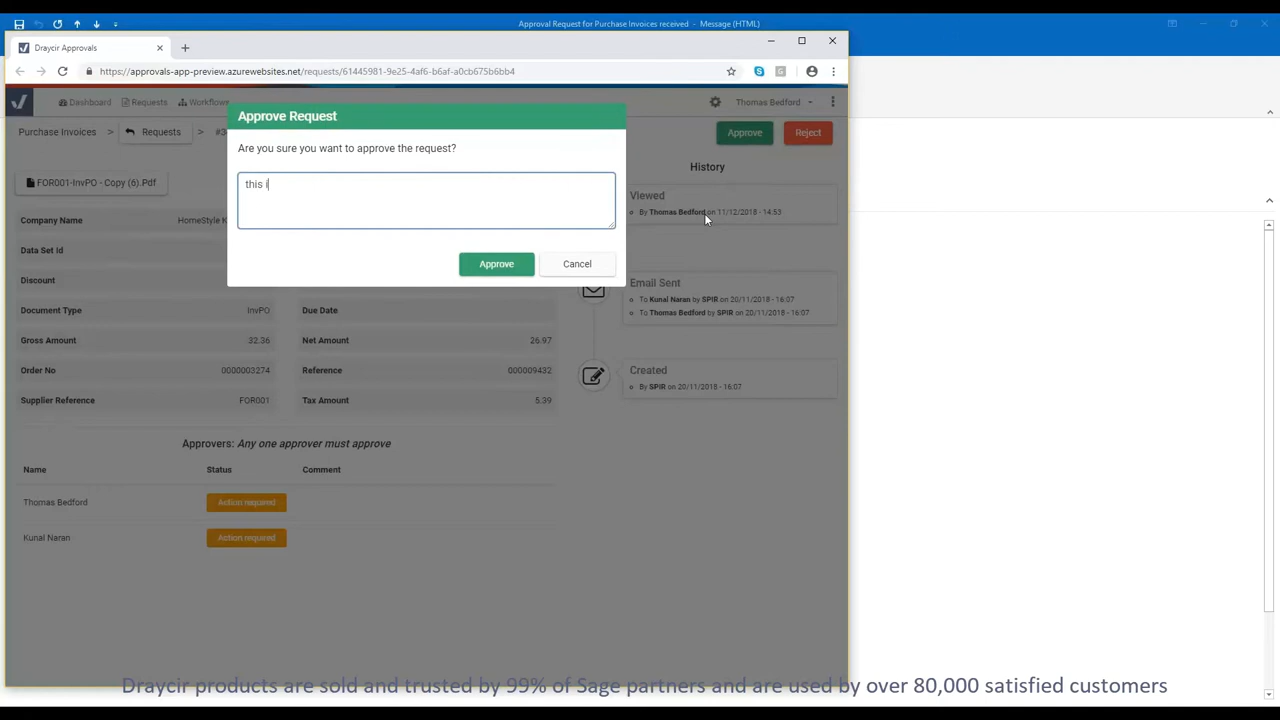 Approval Request for Purchase Invoices received - Message (HTML)
Draycir Approvals
https://approvals-app-preview.azurewebsites.net/requests/61445981-9e25-4af6-b6af-a0cb675b6bb4
Dashboard Requests Workflows Thomas Bedford
Purchase Invoices > Requests > Approve Reject
Approve Request
Are you sure you want to approve the request?
this i
Approve Cancel
FOR001-InvPO - Copy (6).Pdf
Company Name HomeStyle
Data Set Id
Discount
Document Type InvPO Due Date
Gross Amount 32.36 Net Amount 26.97
Order No 0000003274 Reference 000009432
Supplier Reference FOR001 Tax Amount 5.39
History
Viewed
By Thomas Bedford on 11/12/2018 - 14:53
Email Sent
To Kunal Naran by SPIR on 20/11/2018 - 16:07
To Thomas Bedford by SPIR on 20/11/2018 - 16:07
Created
By SPIR on 20/11/2018 - 16:07
Approvers: Any one approver must approve
Name Status Comment
Thomas Bedford Action required
Kunal Naran Action required
Draycir products are sold and trusted by 99% of Sage partners and are used by over 80,000 satisfied customers